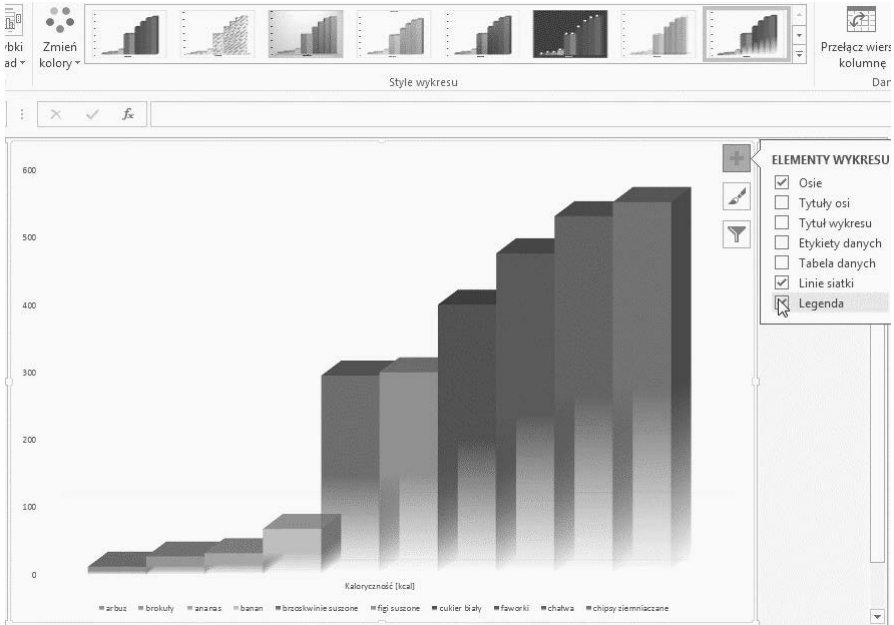 Zmień
kolory
Style wykresu
Przełącz wiers
kolumnę
Dan
fx
ELEMENTY WYKRESU
Osie
Tytuły osi
Tytuł wykresu
Etykiety danych
Tabela danych
Linie siatki
Legenda
600
500
400
300
200
100
0
Kaloryczność [kcal]
arbuz brokuły ananas banan brzoskwinie suszone figi suszone cukier biały faworki chałwa chipsy ziemniaczane